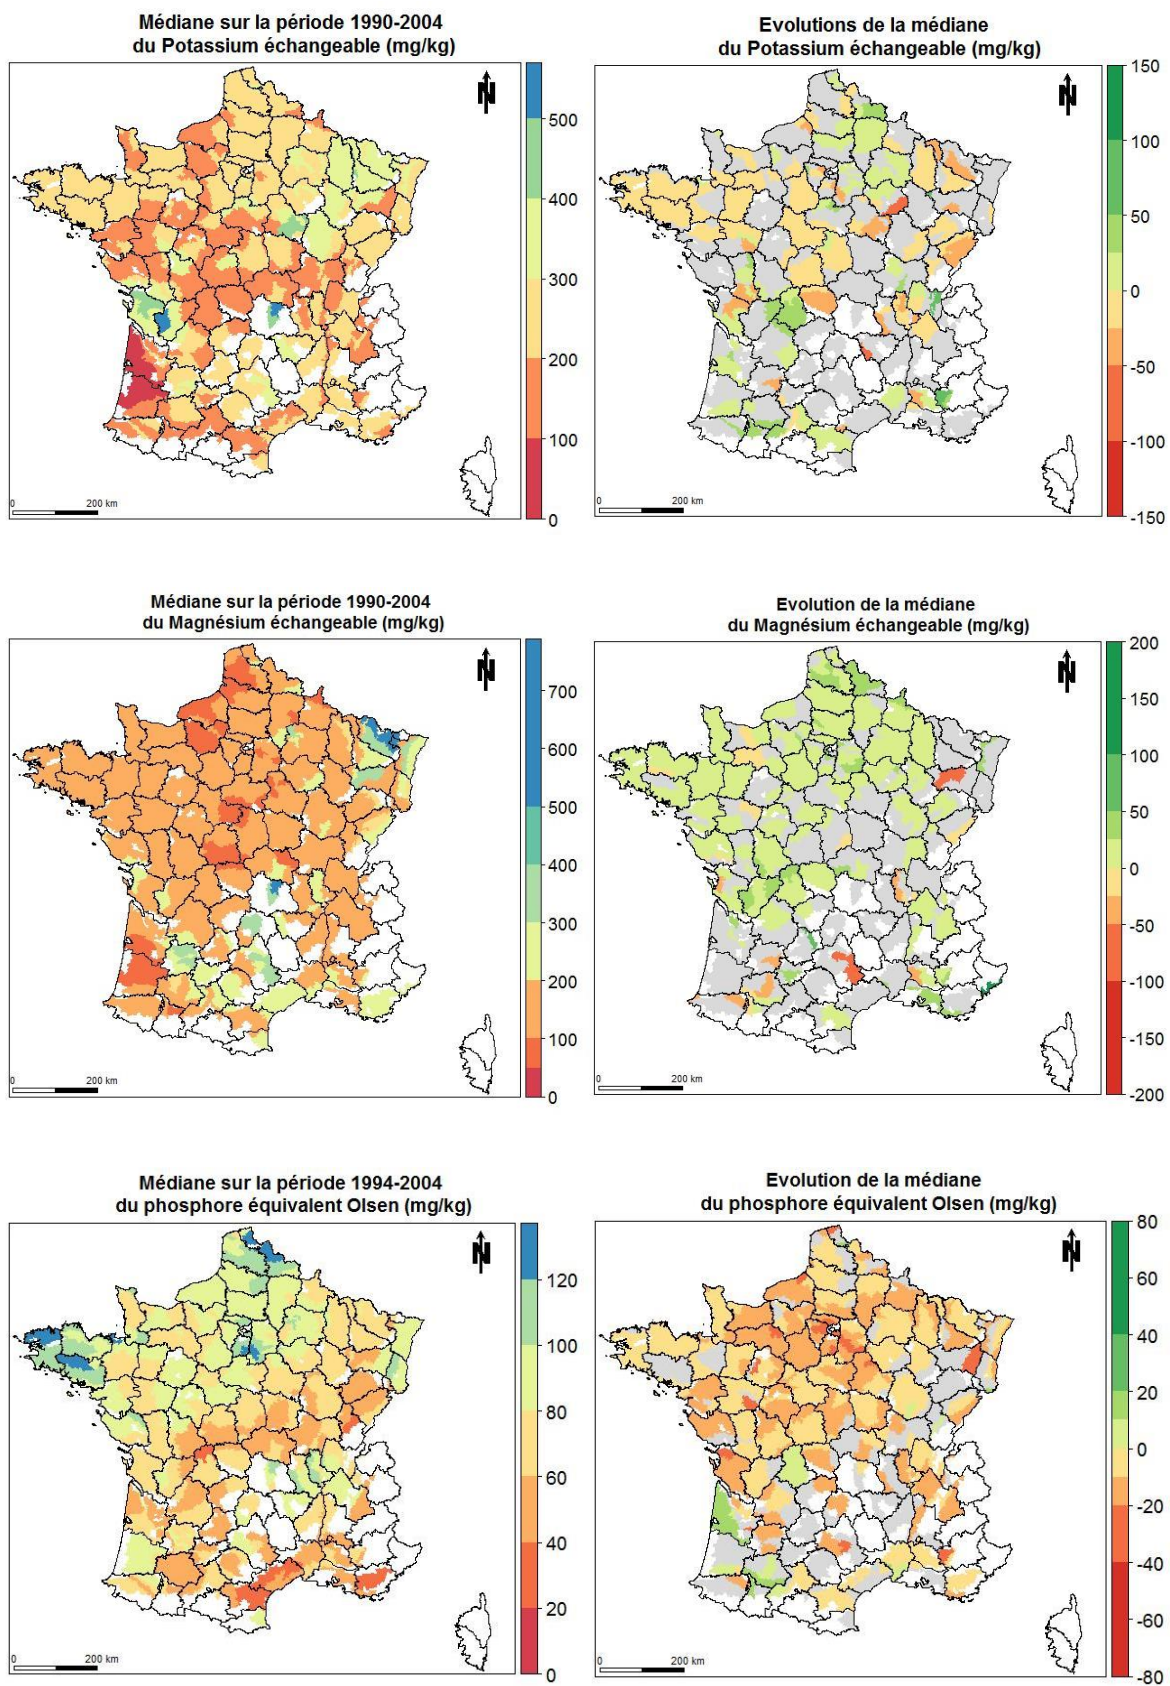 Médiane sur la période 1990-2004
du Potassium échangeable (mg/kg)
N
500
400
300
200
100
0
0 200 km
Evolutions de la médiane
du Potassium échangeable (mg/kg)
N
150
100
50
0
-50
-100
-150
0 200 km
Médiane sur la période 1990-2004
du Magnésium échangeable (mg/kg)
N
700
600
500
400
300
200
100
0
0 200 km
Evolution de la médiane
du Magnésium échangeable (mg/kg)
N
200
150
100
50
0
-50
-100
-150
-200
0 200 km
Médiane sur la période 1994-2004
du phosphore équivalent Olsen (mg/kg)
N
120
100
80
60
40
20
0
0 200 km
Evolution de la médiane
du phosphore équivalent Olsen (mg/kg)
N
80
60
40
20
0
-20
-40
-60
-80
0 200 km